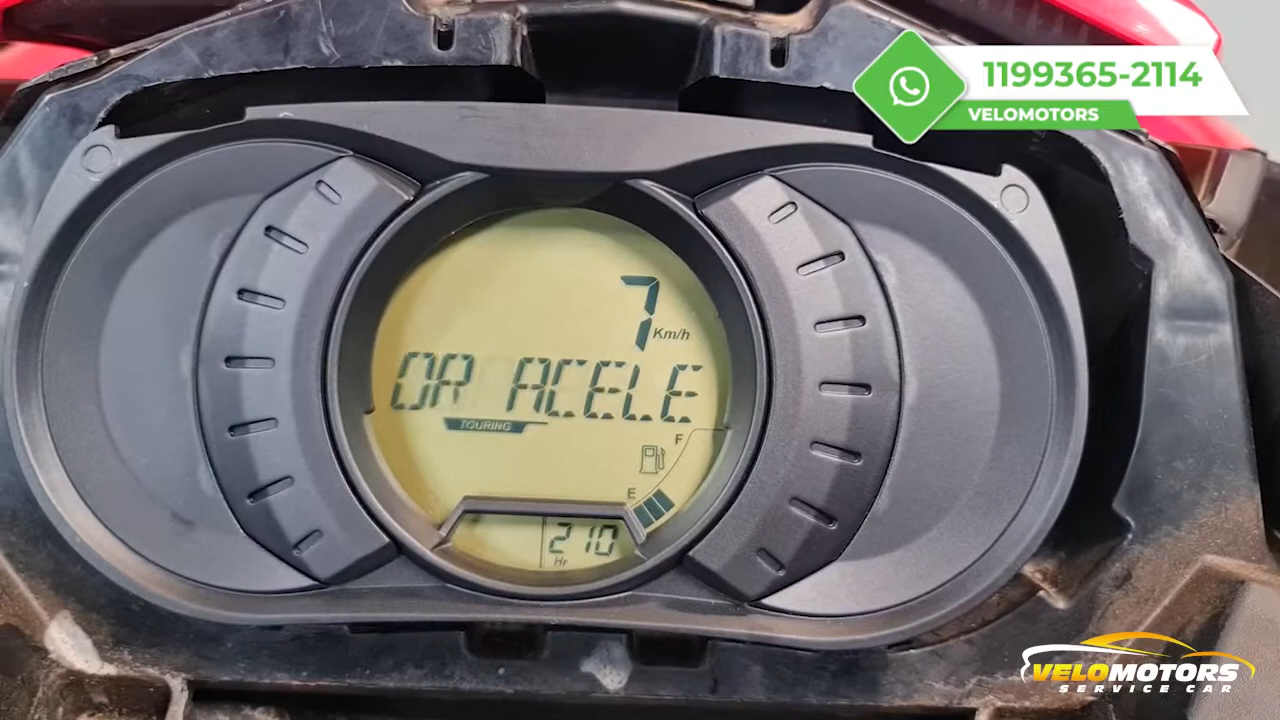 1199365-2114
VELOMOTORS
7
Km/h
OR ACELE
TOURING
F
E
210
Hr
VELOMOTORS
SERVICE CAR